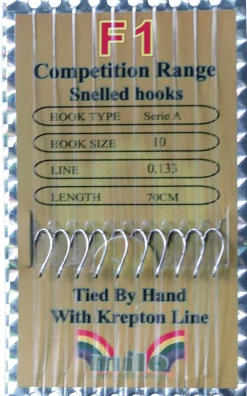 F1
Competition Range
Snelled hooks
HOOK TYPE Serie A
HOOK SIZE 10
LINE 0.133
LENGTH 70CM
Tied By Hand
With Krepton Line
milo